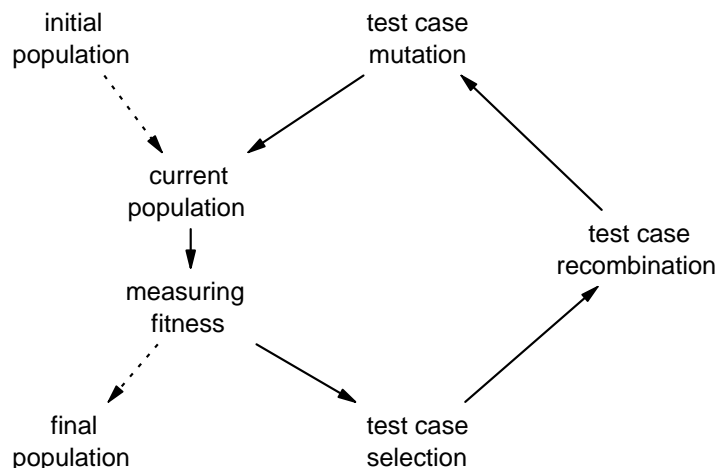 initial
population
test case
mutation
current
population
test case
recombination
measuring
fitness
final
population
test case
selection